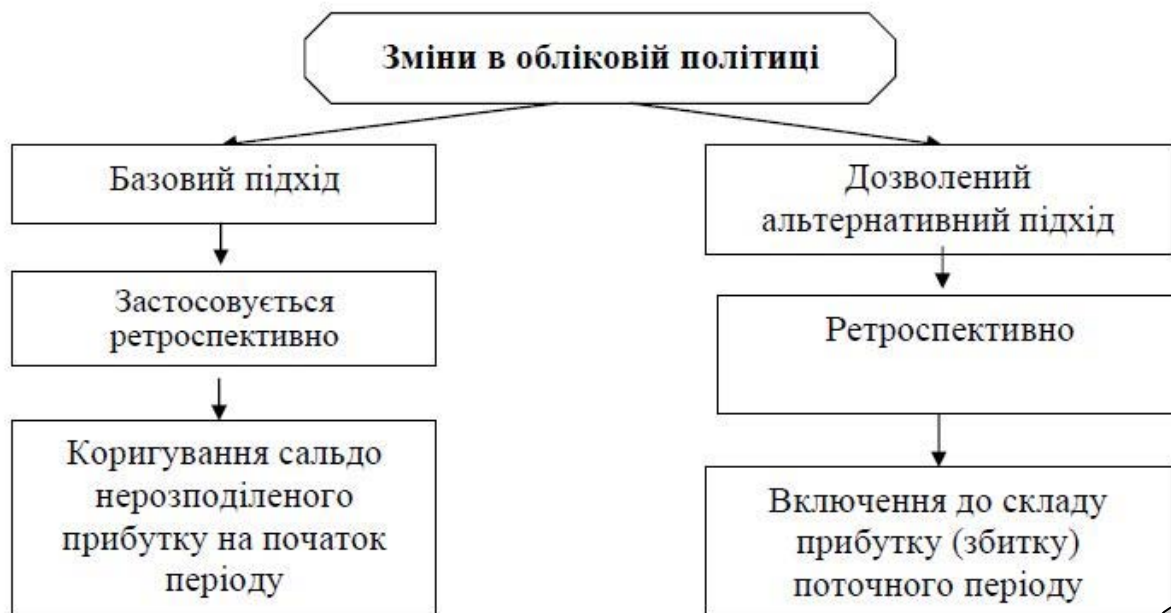 Зміни в обліковій політиці
Базовий підхід
Застосовується
ретроспективно
Коригування сальдо
нерозподіленого
прибутку на початок
періоду
Дозволений
альтернативний підхід
Ретроспективно
Включення до складу
прибутку (збитку)
поточного періоду